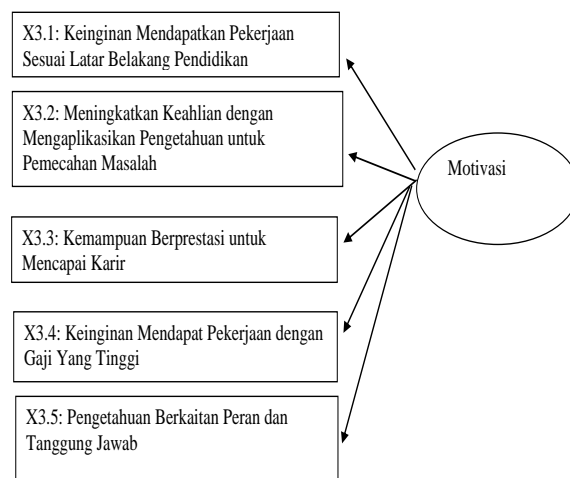 X3.1: Keinginan Mendapatkan Pekerjaan
Sesuai Latar Belakang Pendidikan
X3.2: Meningkatkan Keahlian dengan
Mengaplikasikan Pengetahuan untuk
Pemecahan Masalah
Motivasi
X3.3: Kemampuan Berprestasi untuk
Mencapai Karir
X3.4: Keinginan Mendapat Pekerjaan dengan
Gaji Yang Tinggi
X3.5: Pengetahuan Berkaitan Peran dan
Tanggung Jawab